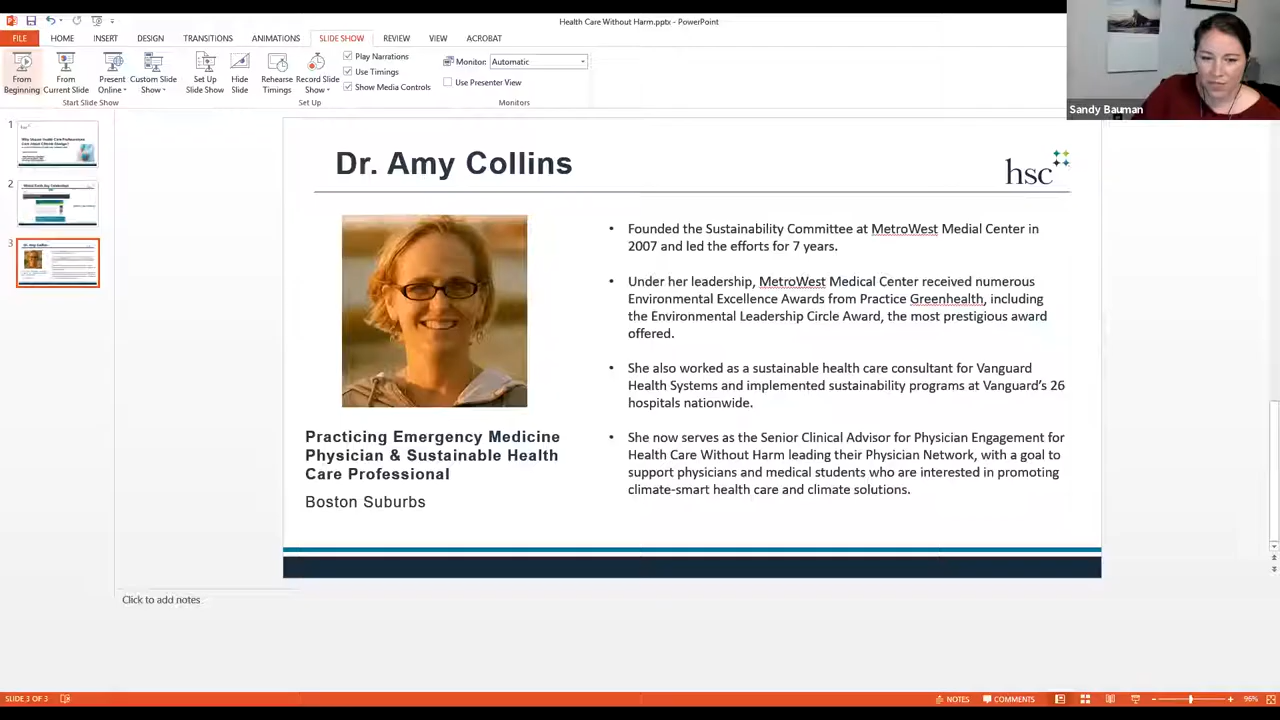 Health Care Without Harm.pptx - PowerPoint
FILE HOME INSERT DESIGN TRANSITIONS ANIMATIONS SLIDE SHOW REVIEW VIEW ACROBAT
From Beginning
From Current Slide
Present Online
Custom Slide Show
Start Slide Show
Set Up Slide Show
Hide Slide
Rehearse Timings
Record Slide Show
Play Narrations
Use Timings
Show Media Controls
Set Up
Monitor: Automatic
Use Presenter View
Monitors
Sandy Bauman
1
2
3
Dr. Amy Collins
hsc
• Founded the Sustainability Committee at MetroWest Medial Center in
2007 and led the efforts for 7 years.
• Under her leadership, MetroWest Medical Center received numerous
Environmental Excellence Awards from Practice Greenhealth, including
the Environmental Leadership Circle Award, the most prestigious award
offered.
• She also worked as a sustainable health care consultant for Vanguard
Health Systems and implemented sustainability programs at Vanguard's 26
hospitals nationwide.
• She now serves as the Senior Clinical Advisor for Physician Engagement for
Health Care Without Harm leading their Physician Network, with a goal to
support physicians and medical students who are interested in promoting
climate-smart health care and climate solutions.
Practicing Emergency Medicine
Physician & Sustainable Health
Care Professional
Boston Suburbs
Click to add notes
SLIDE 3 OF 3
NOTES COMMENTS 96%